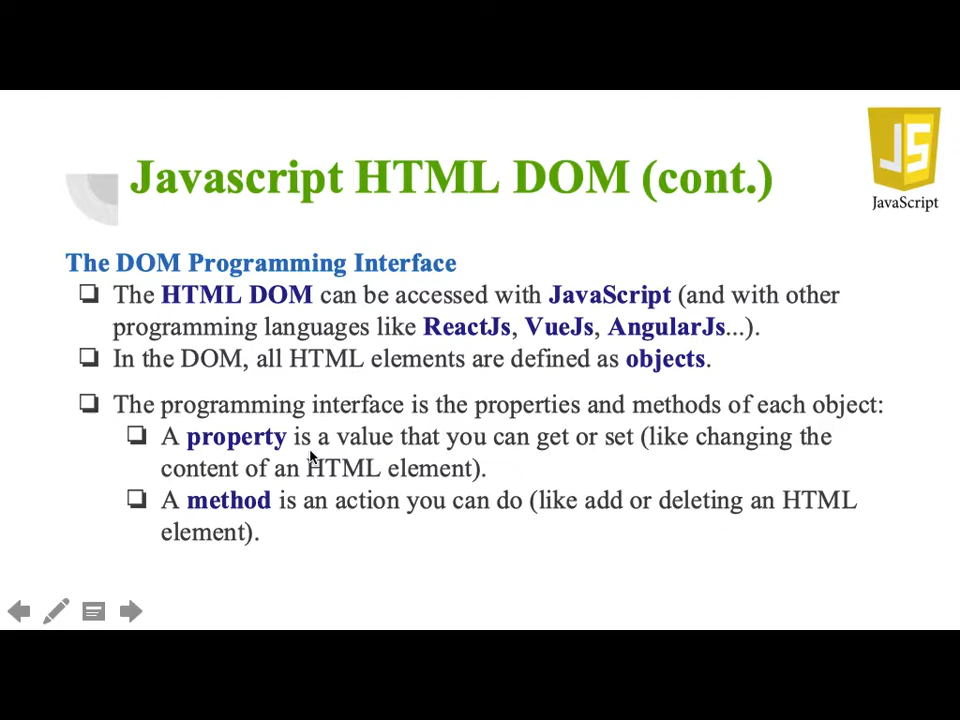 JS
Javascript HTML DOM (cont.)
JavaScript
The DOM Programming Interface
The HTML DOM can be accessed with JavaScript (and with other
programming languages like ReactJs, VueJs, AngularJs...).
In the DOM, all HTML elements are defined as objects.
The programming interface is the properties and methods of each object:
A property is a value that you can get or set (like changing the
content of an HTML element).
A method is an action you can do (like add or deleting an HTML
element).